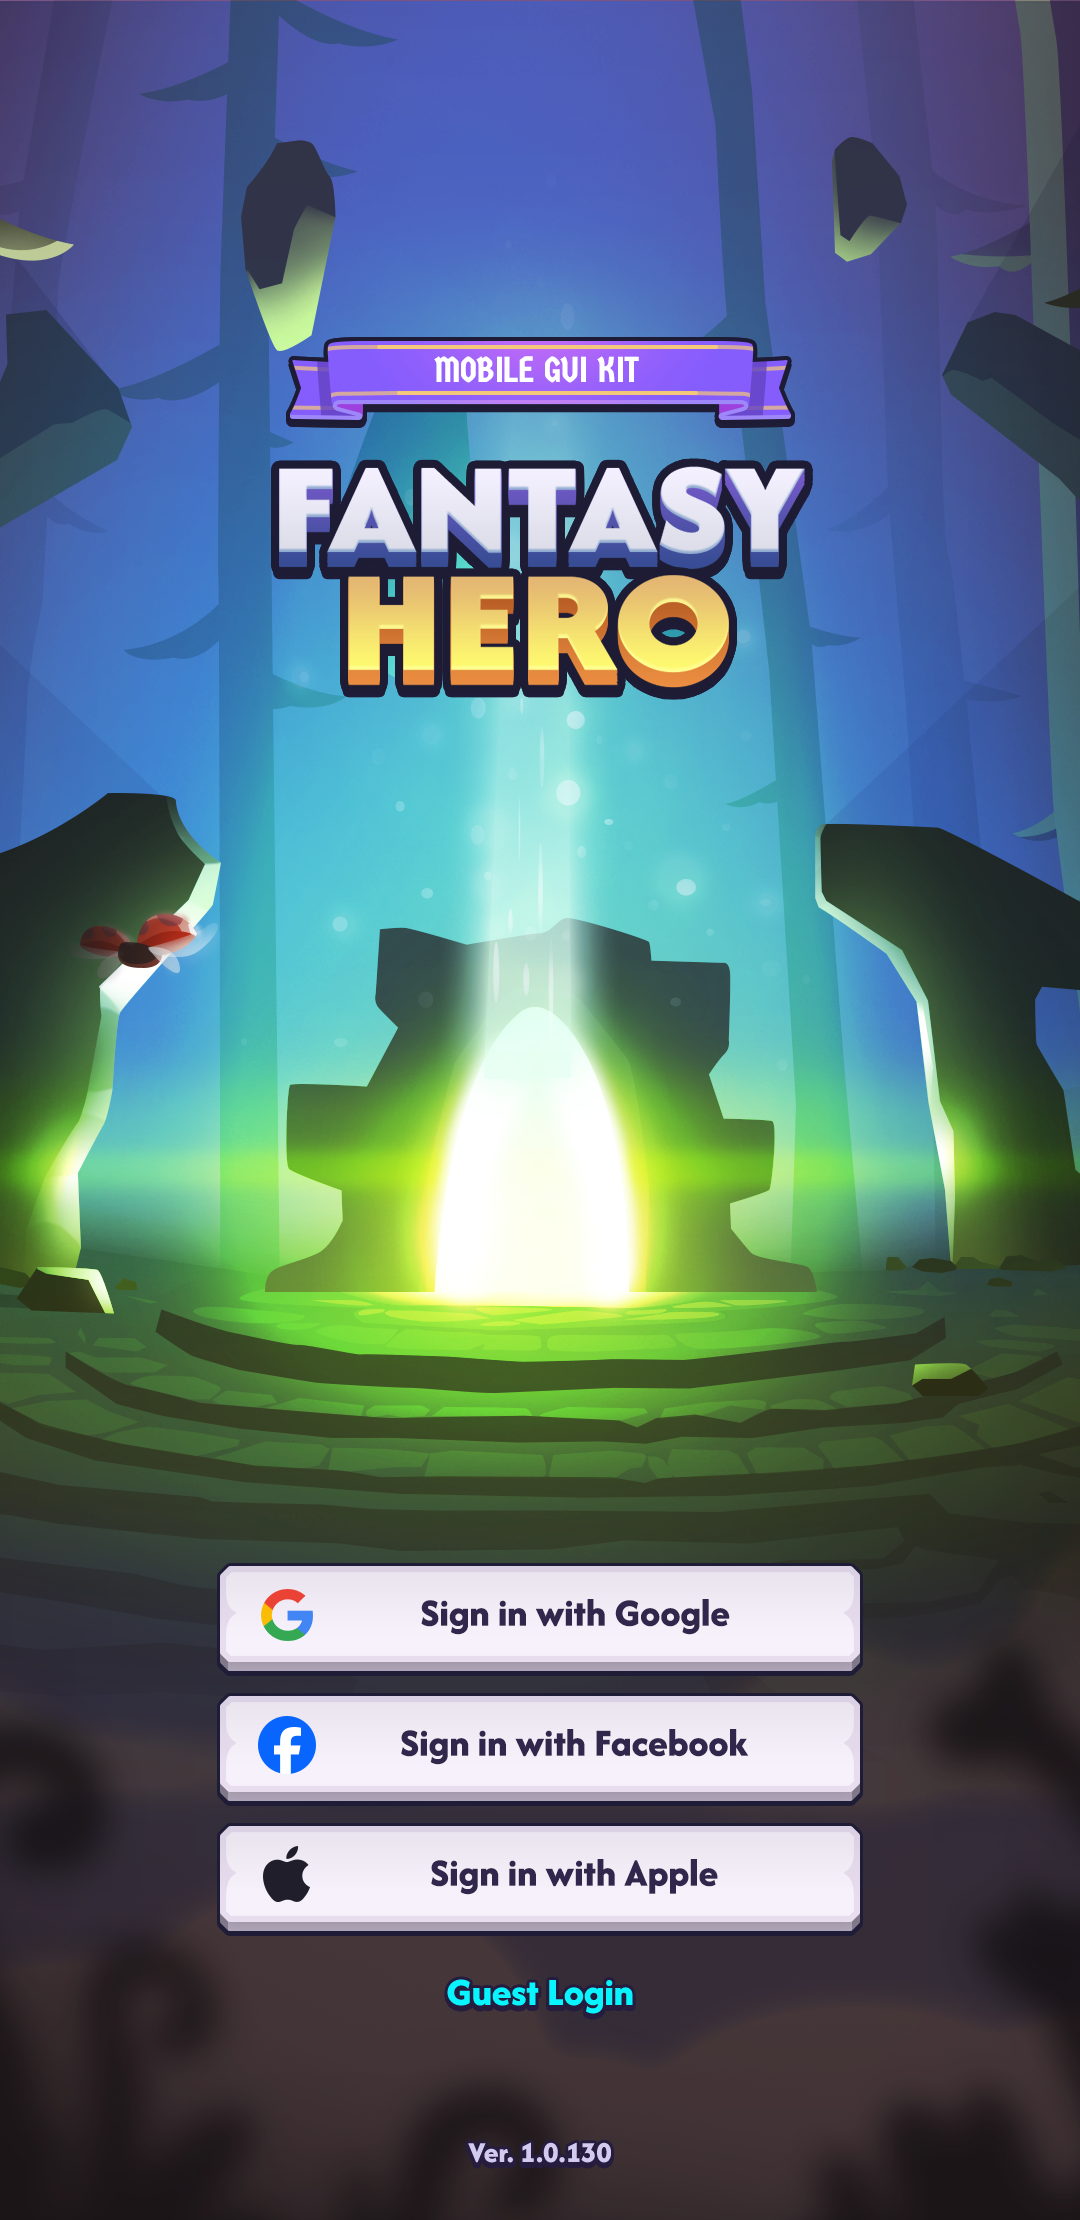 MOBILE GUI KIT
FANTASY
HERO
Sign in with Google
Sign in with Facebook
Sign in with Apple
Guest Login
Ver. 1.0.130